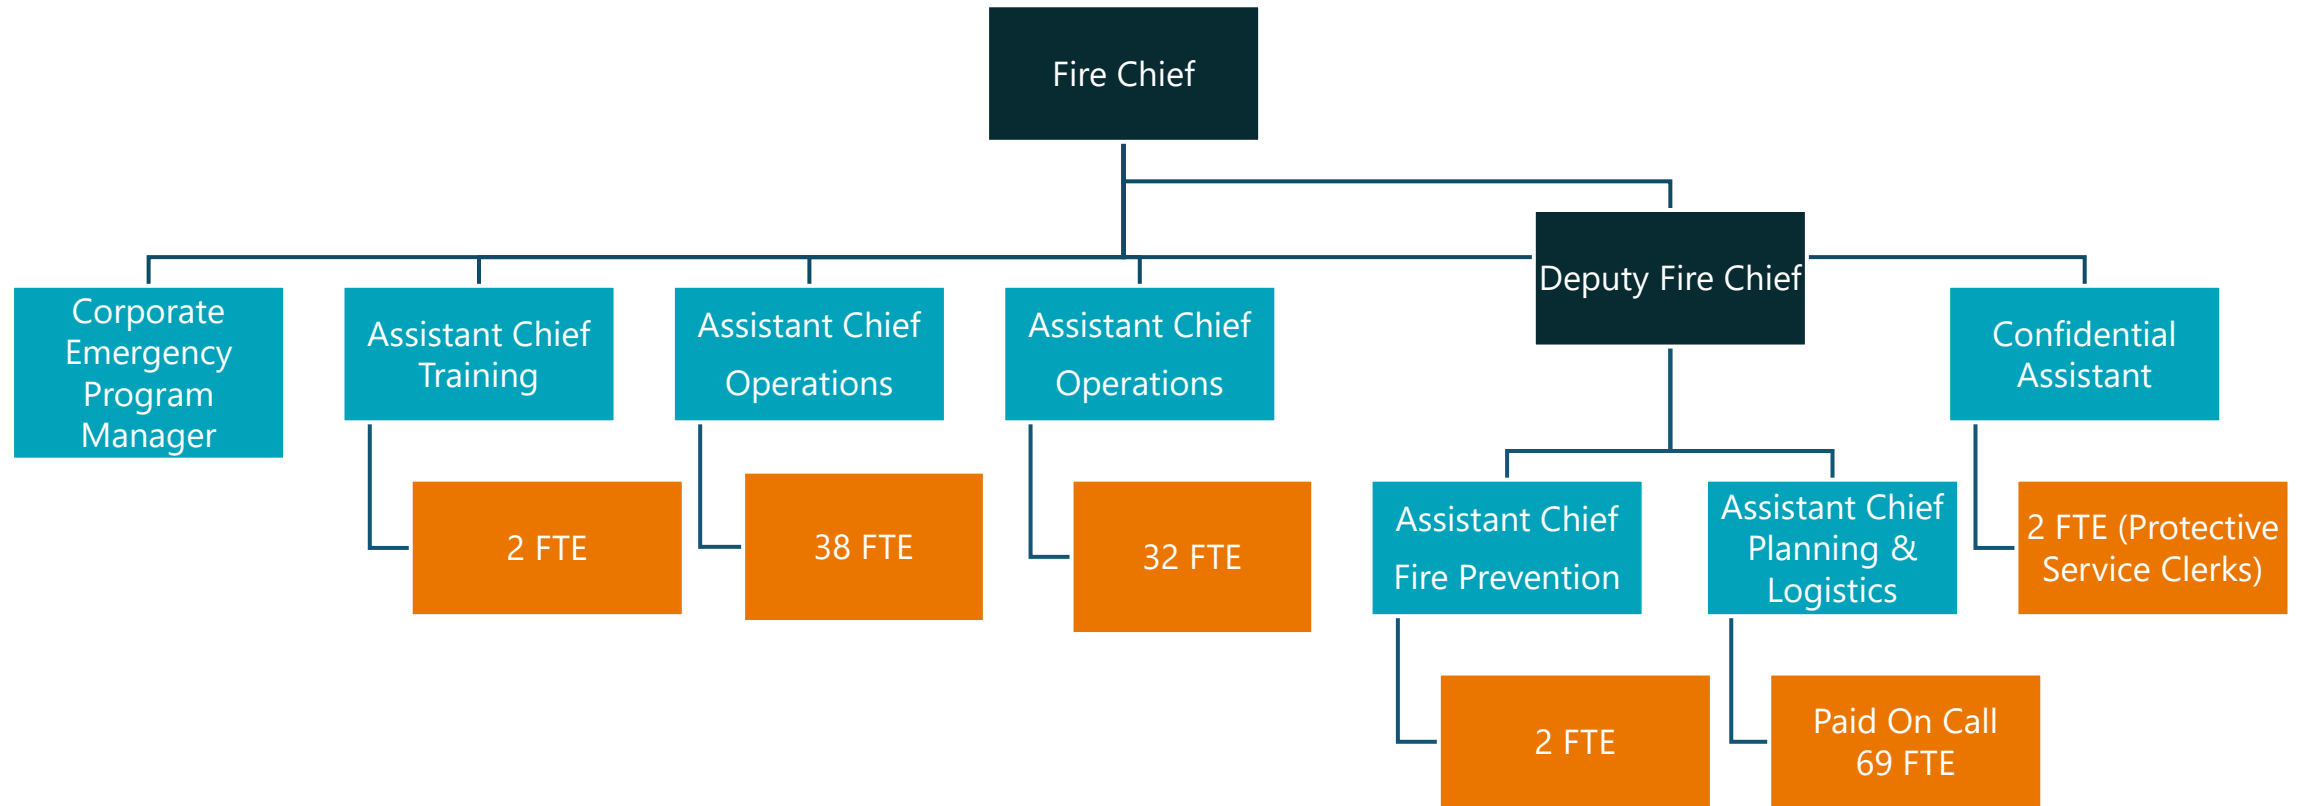 Fire Chief
Deputy Fire Chief
Corporate
Emergency
Program
Manager
Assistant Chief
Training
Assistant Chief
Operations
Assistant Chief
Operations
Confidential
Assistant
2 FTE
38 FTE
32 FTE
Assistant Chief
Fire Prevention
Assistant Chief
Planning &
Logistics
2 FTE (Protective
Service Clerks)
2 FTE
Paid On Call
69 FTE